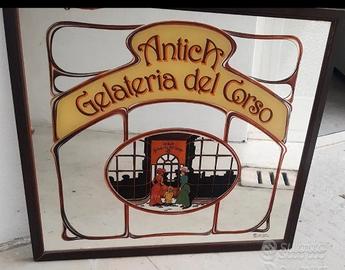 Antica
Gelateria del Corso